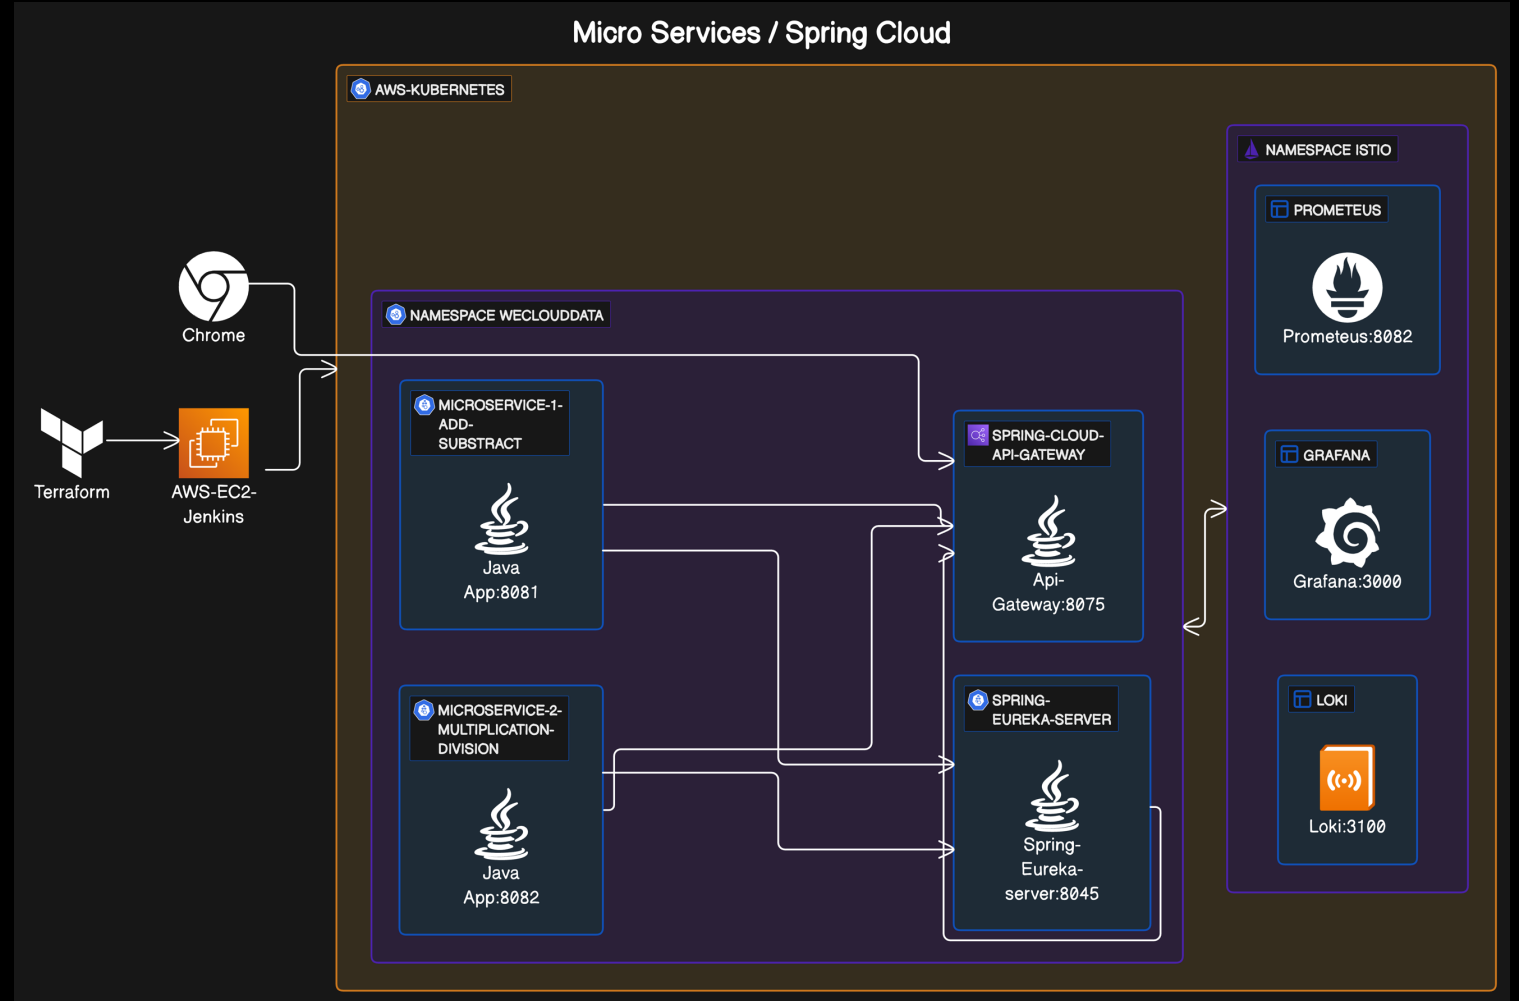 Micro Services / Spring Cloud
AWS-KUBERNETES
NAMESPACE ISTIO
PROMETEUS
Prometeus:8082
GRAFANA
Grafana:3000
LOKI
Loki:3100
Chrome
Terraform
AWS-EC2-
Jenkins
NAMESPACE WECLOUDDATA
MICROSERVICE-1-
ADD-
SUBSTRACT
Java
App:8081
MICROSERVICE-2-
MULTIPLICATION-
DIVISION
Java
App:8082
SPRING-CLOUD-
API-GATEWAY
Api-
Gateway:8075
SPRING-
EUREKA-SERVER
Spring-
Eureka-
server:8045